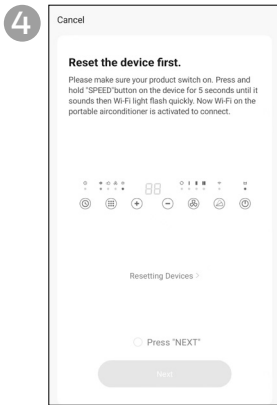 4
Cancel
Reset the device first.
Please make sure your product switch on. Press and
hold "SPEED"button on the device for 5 seconds until it
sounds then Wi-Fi light flash quickly. Now Wi-Fi on the
portable airconditioner is activated to connect.
88
Resetting Devices >
Press "NEXT"
Next